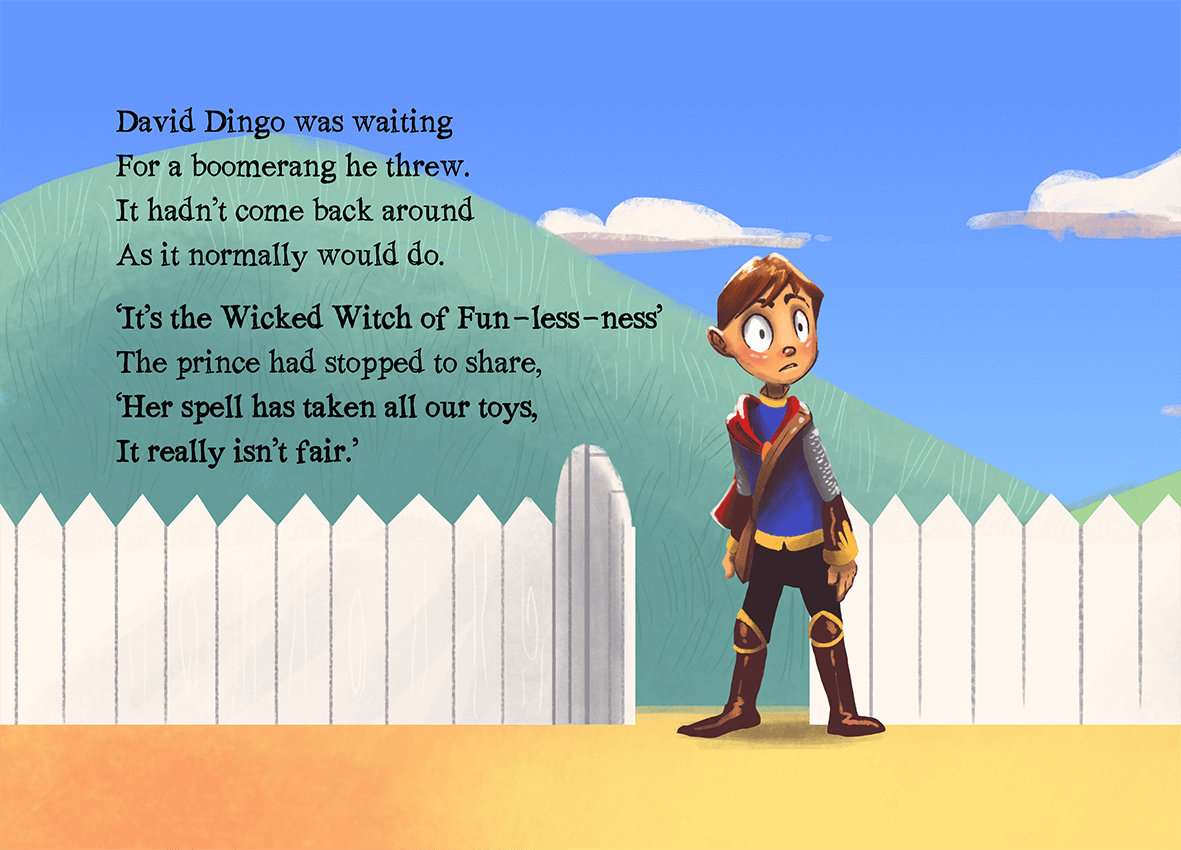 David Dingo was waiting
For a boomerang he threw.
It hadn't come back around
As it normally would do.
‘It's the Wicked Witch of Fun-less-ness’
The prince had stopped to share,
‘Her spell has taken all our toys,
It really isn't fair.’